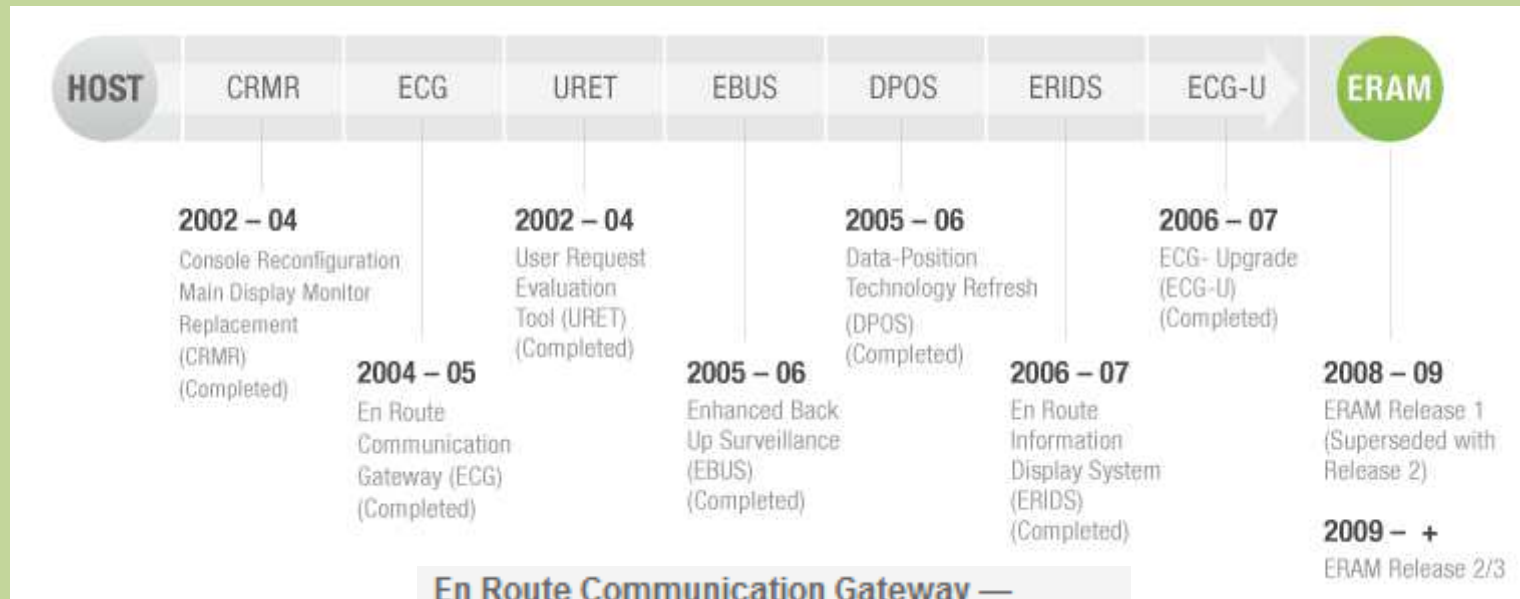 HOST CRMR ECG URET EBUS DPOS ERIDS ECG-U ERAM
2002 – 04
Console Reconfiguration
Main Display Monitor
Replacement
(CRMR)
(Completed)
2004 – 05
En Route
Communication
Gateway (ECG)
(Completed)
2002 – 04
User Request
Evaluation
Tool (URET)
(Completed)
2005 – 06
Enhanced Back
Up Surveillance
(EBUS)
(Completed)
2005 – 06
Data-Position
Technology Refresh
(DPOS)
(Completed)
2006 – 07
En Route
Information
Display System
(ERIDS)
(Completed)
2006 – 07
ECG- Upgrade
(ECG-U)
(Completed)
2008 – 09
ERAM Release 1
(Superseded with
Release 2)
2009 – +
ERAM Release 2/3
En Route Communication Gateway —